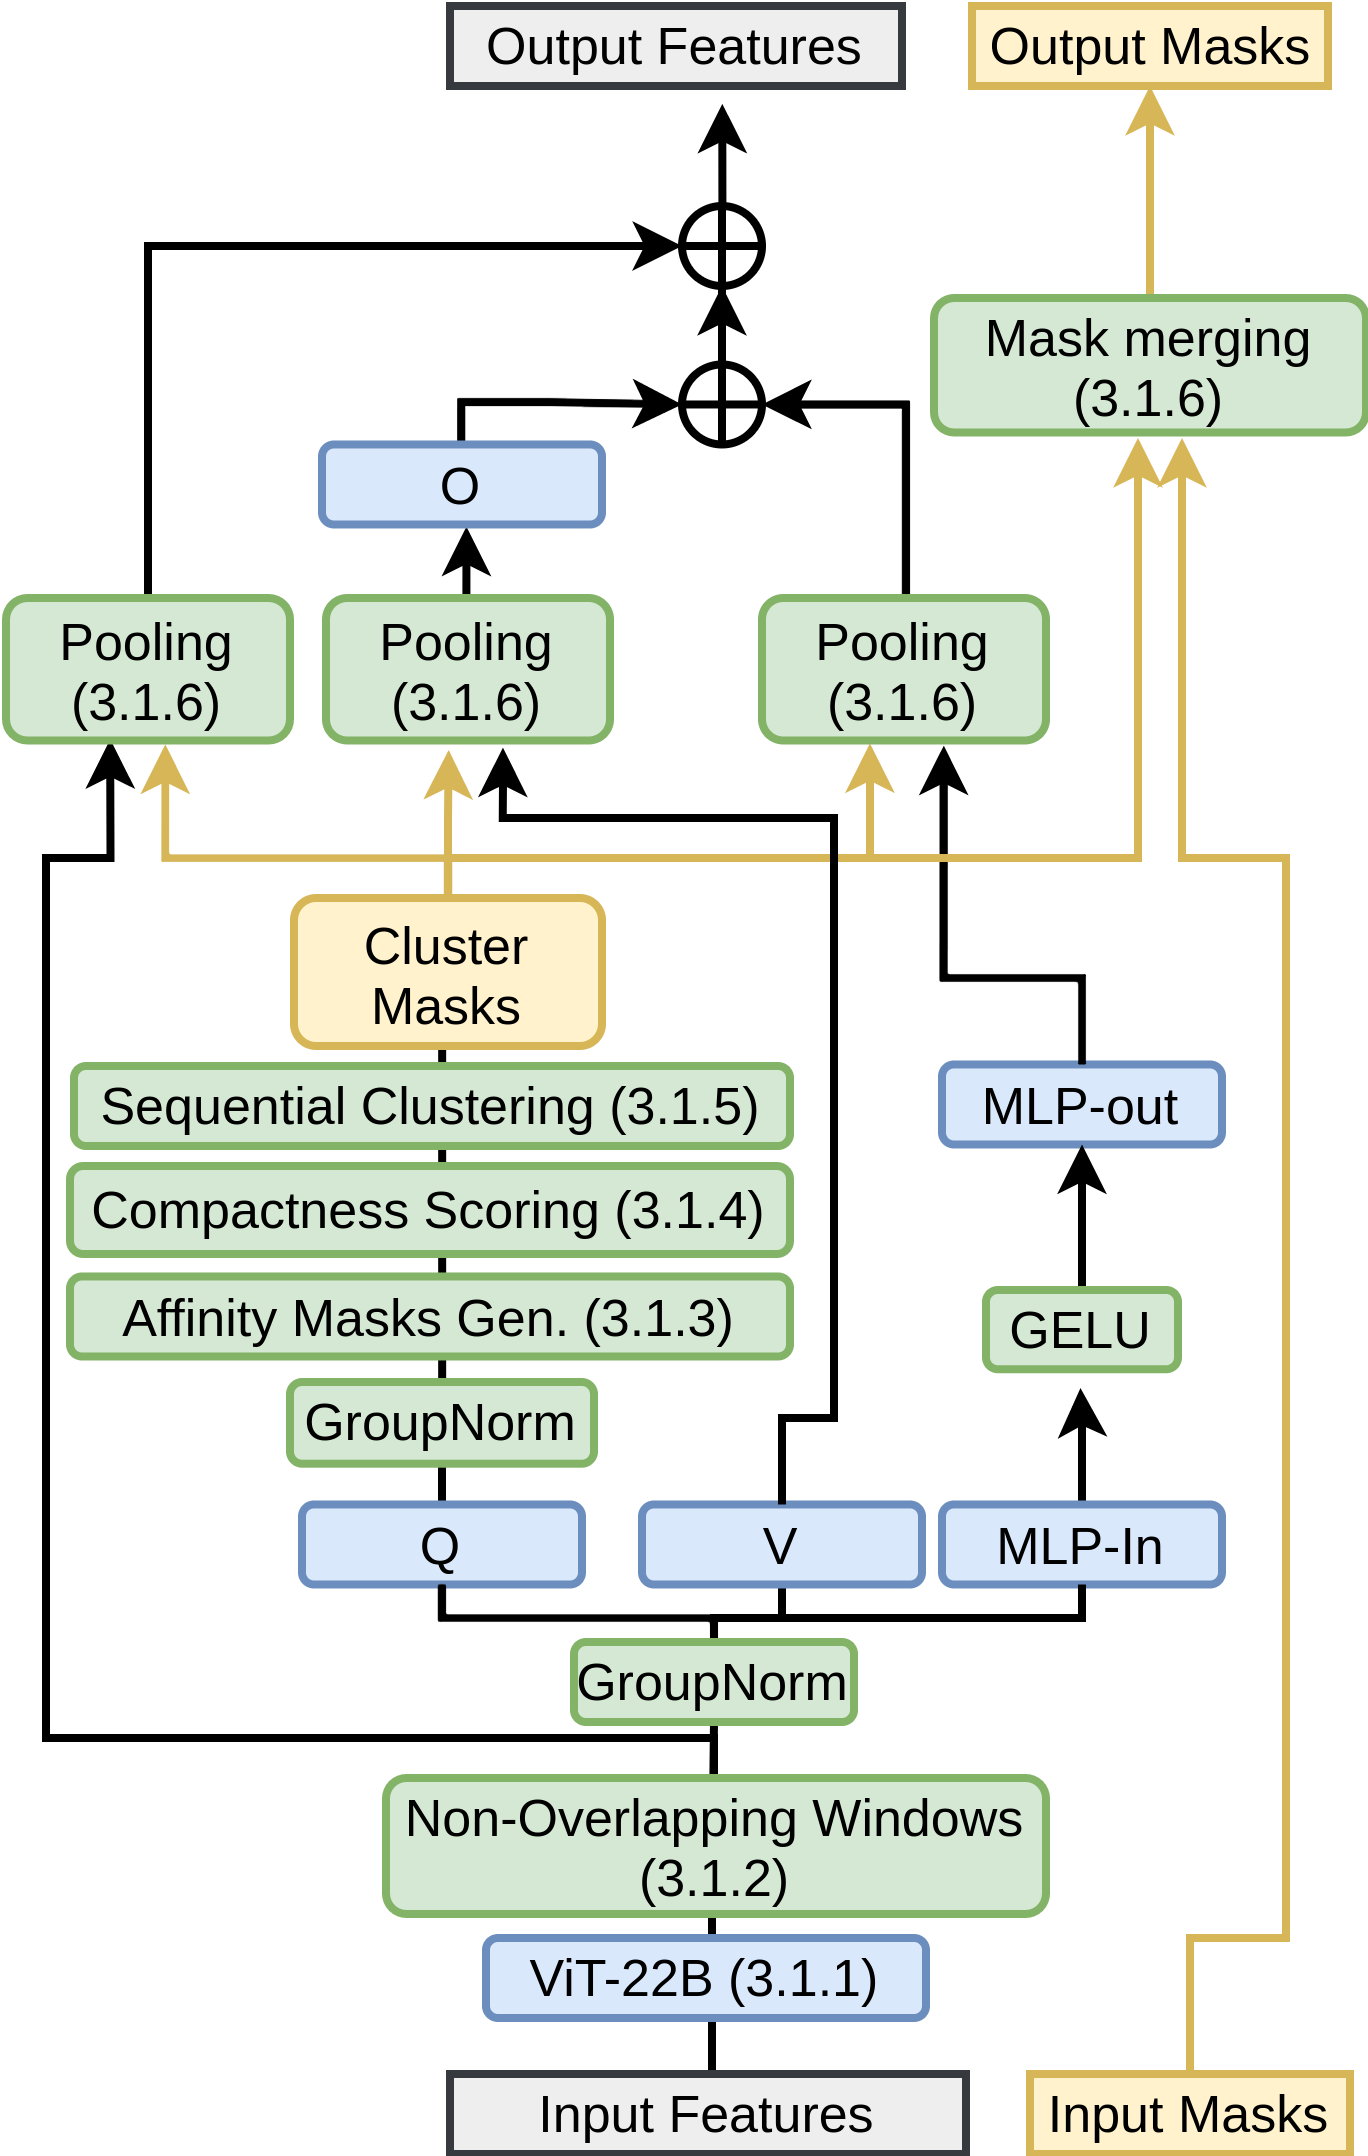 Output Features
Output Masks
Mask merging
(3.1.6)
O
Pooling
(3.1.6)
Pooling
(3.1.6)
Pooling
(3.1.6)
Cluster
Masks
Sequential Clustering (3.1.5)
MLP-out
Compactness Scoring (3.1.4)
Affinity Masks Gen. (3.1.3)
GELU
GroupNorm
Q
V
MLP-In
GroupNorm
Non-Overlapping Windows
(3.1.2)
ViT-22B (3.1.1)
Input Features
Input Masks